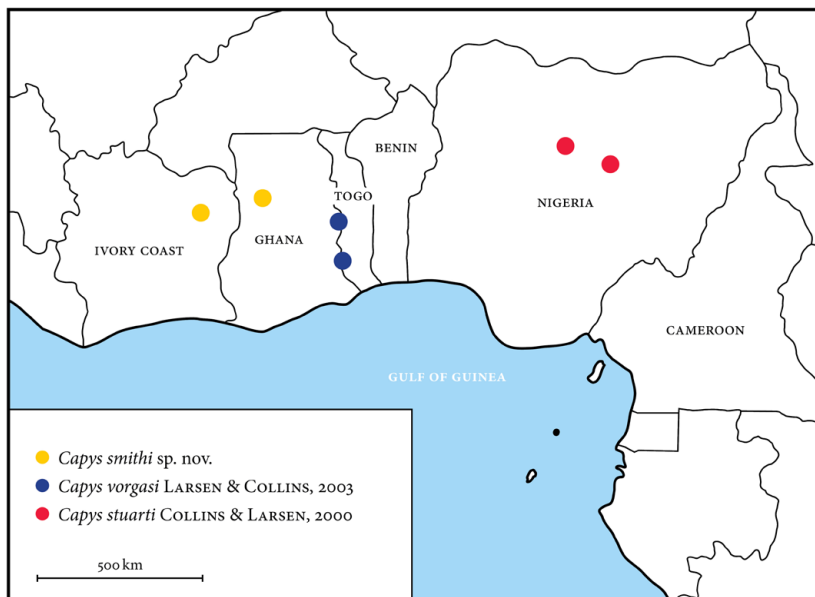 BENIN
TOGO
NIGERIA
IVORY COAST
GHANA
CAMEROON
GULF OF GUINEA
Capys smithi sp. nov.
Capys vorgasi LARSEN & COLLINS, 2003
Capys stuarti COLLINS & LARSEN, 2000
500 km